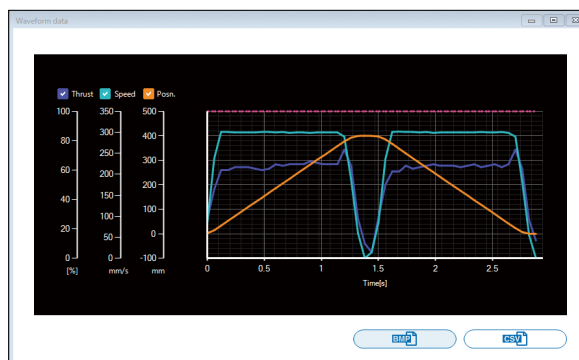 Waveform data
Thrust Speed Posn.
100 350 500
80 300 400
60 250 300
40 200 200
20 150 100
0 100 0
50 -100
0
[%] mm/s mm
0 0.5 1 1.5 2 2.5
Time[s]
BMP CSV